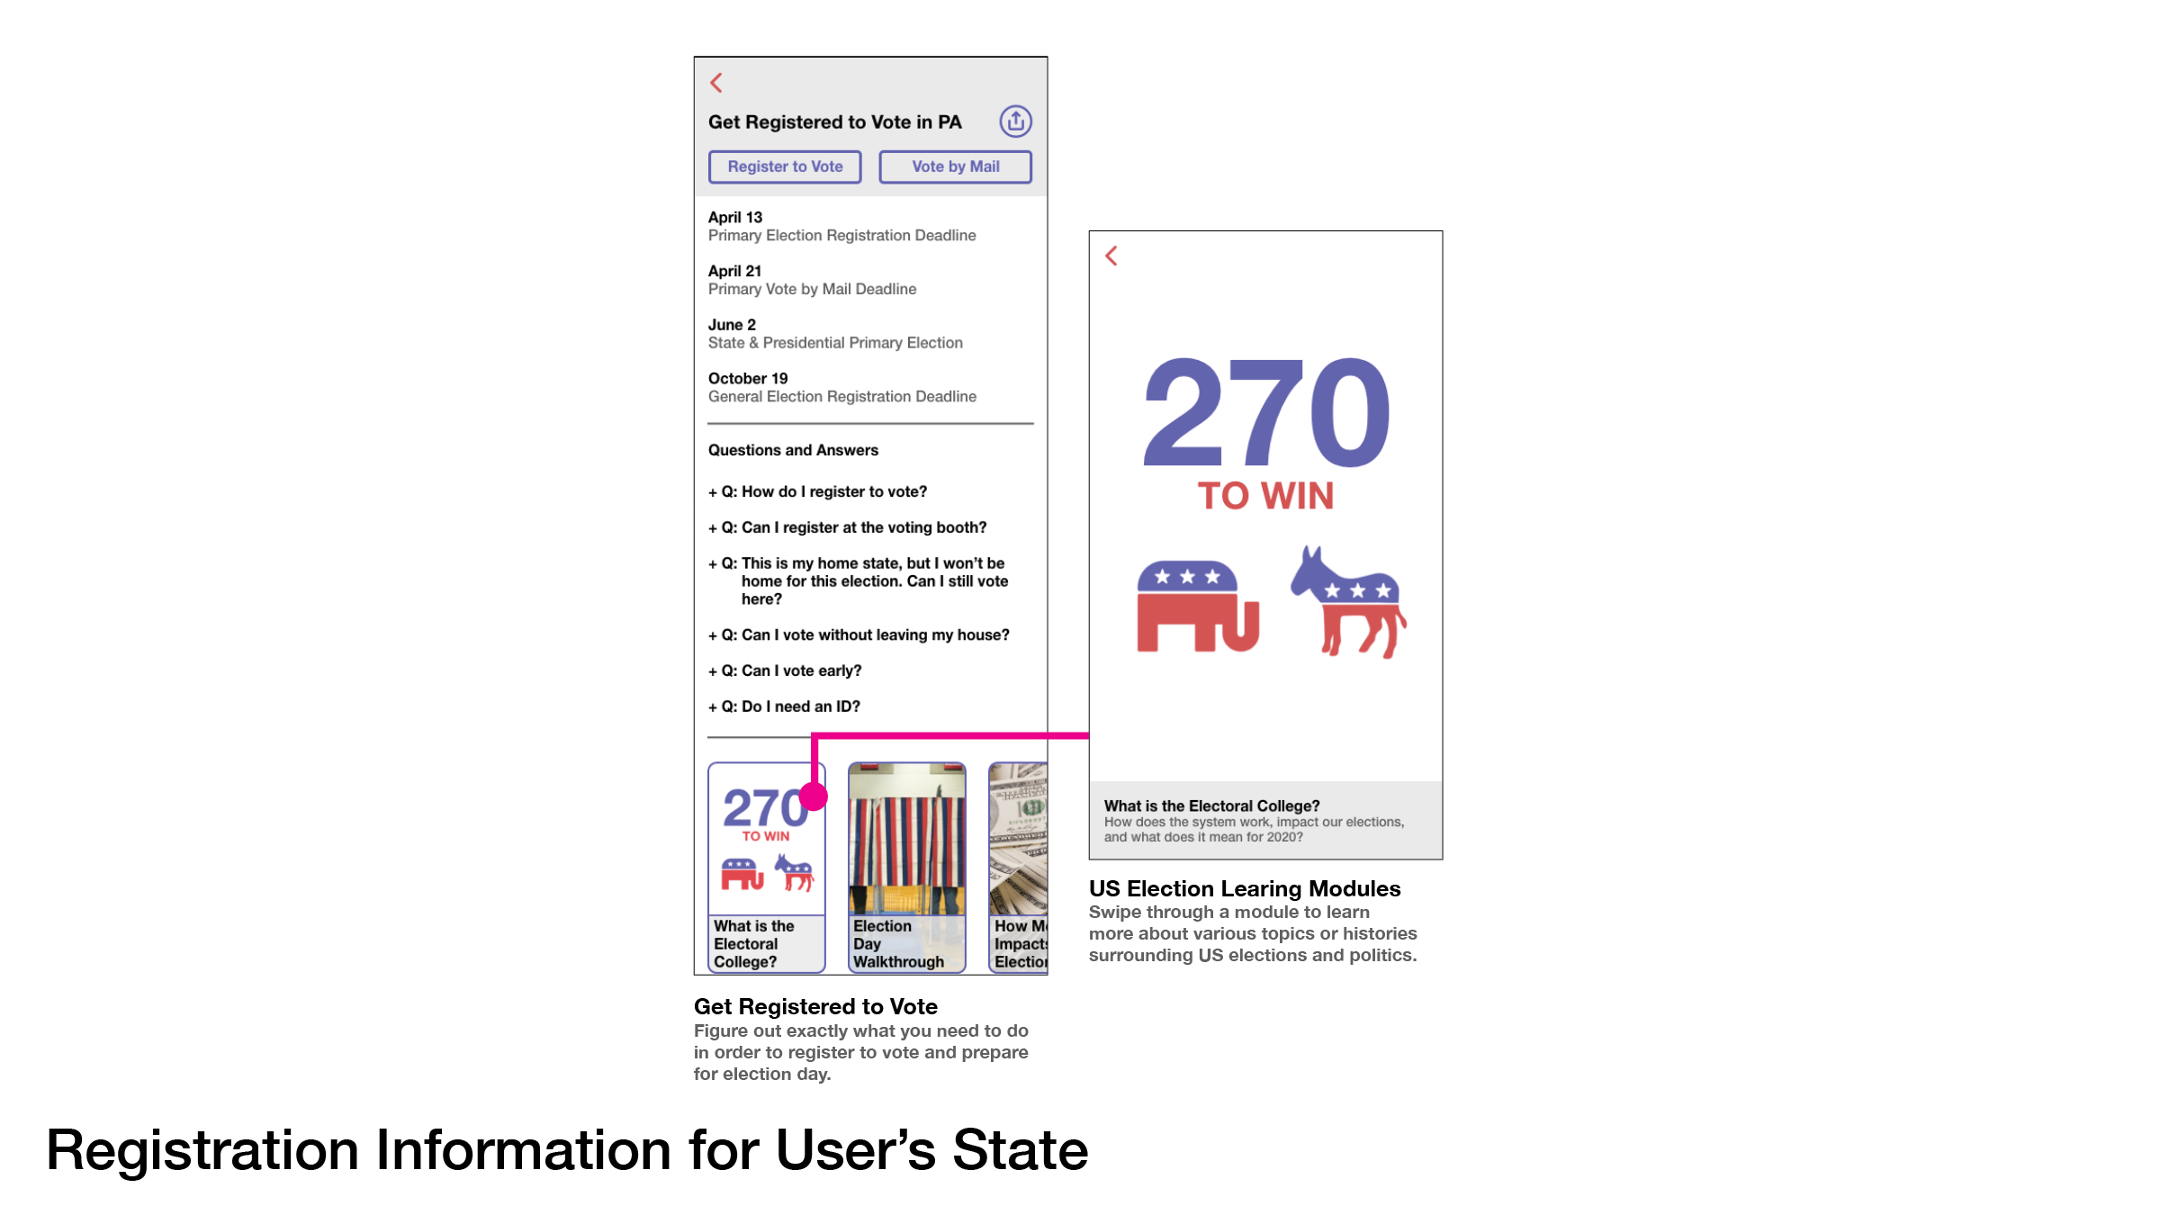 Get Registered to Vote in PA
Register to Vote
Vote by Mail
April 13
Primary Election Registration Deadline
April 21
Primary Vote by Mail Deadline
June 2
State & Presidential Primary Election
October 19
General Election Registration Deadline
Questions and Answers
+ Q: How do I register to vote?
+ Q: Can I register at the voting booth?
+ Q: This is my home state, but I won’t be
home for this election. Can I still vote
here?
+ Q: Can I vote without leaving my house?
+ Q: Can I vote early?
+ Q: Do I need an ID?
270
TO WIN
What is the
Electoral
College?
Election
Day
Walkthrough
100
How M
Impacts
Election
Get Registered to Vote
Figure out exactly what you need to do
in order to register to vote and prepare
for election day.
270
TO WIN
What is the Electoral College?
How does the system work, impact our elections,
and what does it mean for 2020?
US Election Learing Modules
Swipe through a module to learn
more about various topics or histories
surrounding US elections and politics.
Registration Information for User’s State